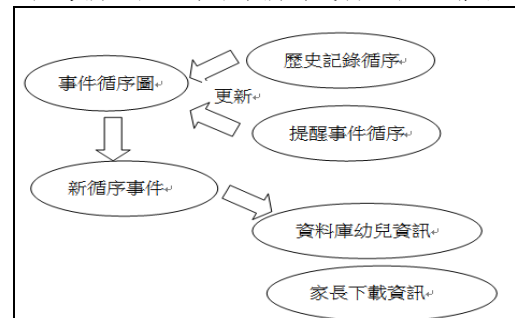 歷史記錄循序
事件循序圖
更新
提醒事件循序
新循序事件
資料庫幼兒資訊
家長下載資訊